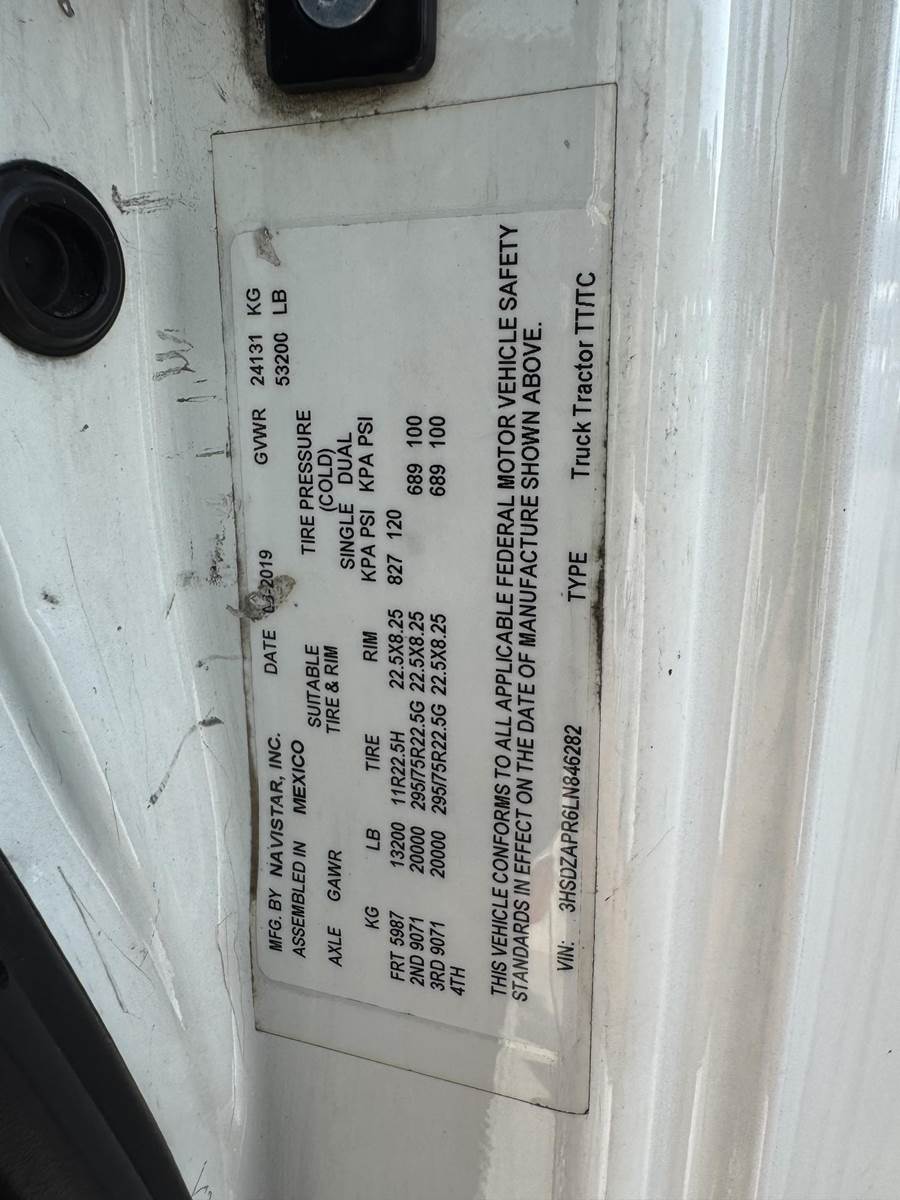 MFG. BY NAVISTAR, INC. DATE -2019 GVWR 24131 KG
ASSEMBLED IN MEXICO 53200 LB
SUITABLE TIRE PRESSURE
AXLE GAWR TIRE & RIM (COLD)
SINGLE DUAL
KG LB TIRE RIM KPA PSI KPA PSI
FRT 5987 13200 11R22.5H 22.5X8.25 827 120
2ND 9071 20000 295/75R22.5G 22.5X8.25 689 100
3RD 9071 20000 295/75R22.5G 22.5X8.25 689 100
4TH
THIS VEHICLE CONFORMS TO ALL APPLICABLE FEDERAL MOTOR VEHICLE SAFETY
STANDARDS IN EFFECT ON THE DATE OF MANUFACTURE SHOWN ABOVE.
VIN: 3HSDZAPR6LN846282 TYPE Truck Tractor TT/TC